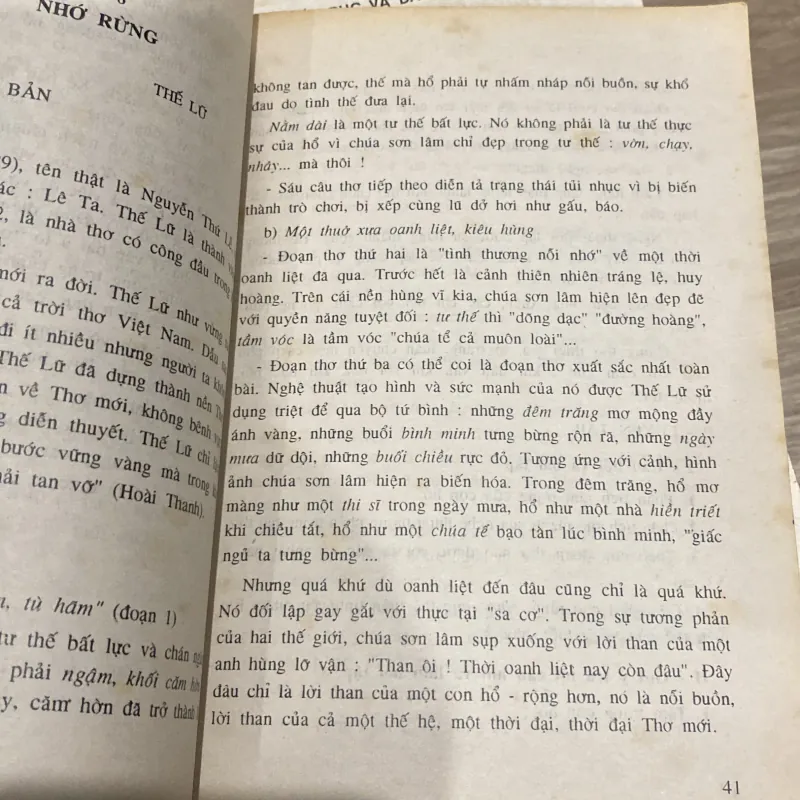 NHỚ RỪNG
BẢN
THẾ LỮ
9), tên thật là Nguyễn Thứ Lễ,
ác : Lê Ta. Thế Lữ là thành
2, là nhà thơ có công đầu trong
mới ra đời. Thế Lữ như vừng
cả trời thơ Việt Nam. Dẫu
đi ít nhiều nhưng người ta không
Thế Lữ đã dựng thành nền
n về Thơ mới, không bênh
g diễn thuyết. Thế Lữ chỉ
bước vững vàng mà trong
hải tan vỡ" (Hoài Thanh).
tù hãm" (đoạn 1)
tư thế bất lực và chán
phải ngậm, khối căm hờn
y, căm hờn đã trở thành
VÀ
không tan được, thế mà hổ phải tự nhấm nháp nỗi buồn, sự khổ
đau do tình thế đưa lại.
Nằm dài là một tư thế bất lực. Nó không phải là tư thế thực
sự của hổ vì chúa sơn lâm chỉ đẹp trong tư thế : vờn, chạy,
nhảy... mà thôi !
- Sáu câu thơ tiếp theo diễn tả trạng thái tủi nhục vì bị biến
thành trò chơi, bị xếp cùng lũ dở hơi như gấu, báo.
b) Một thuở xưa oanh liệt, kiêu hùng
- Đoạn thơ thứ hai là "tình thương nỗi nhớ" về một thời
oanh liệt đã qua. Trước hết là cảnh thiên nhiên tráng lệ, huy
hoàng. Trên cái nền hùng vĩ kia, chúa sơn lâm hiện lên đẹp đẽ
với quyền năng tuyệt đối : tư thế thì "dõng dạc" "đường hoàng",
tầm vóc là tầm vóc "chúa tể cả muôn loài"...
- Đoạn thơ thứ ba có thể coi là đoạn thơ xuất sắc nhất toàn
bài. Nghệ thuật tạo hình và sức mạnh của nó được Thế Lữ sử
dụng triệt để qua bộ tứ bình : những đêm trăng mơ mộng đầy
ánh vàng, những buổi bình minh tưng bừng rộn rã, những ngày
mưa dữ dội, những buổi chiều rực đỏ. Tương ứng với cảnh, hình
ảnh chúa sơn lâm hiện ra biến hóa. Trong đêm trăng, hổ mơ
màng như một thi sĩ trong ngày mưa, hổ như một nhà hiền triết
khi chiều tắt, hổ như một chúa tể bạo tàn lúc bình minh, "giấc
ngủ ta tưng bừng"...
Nhưng quá khứ dù oanh liệt đến đâu cũng chỉ là quá khứ.
Nó đối lập gay gắt với thực tại "sa cơ". Trong sự tương phản
của hai thế giới, chúa sơn lâm sụp xuống với lời than của một
anh hùng lỡ vận : "Than ôi ! Thời oanh liệt nay còn đâu". Đây
đâu chỉ là lời than của một con hổ - rộng hơn, nó là nỗi buồn,
lời than của cả một thế hệ, một thời đại, thời đại Thơ mới.
41